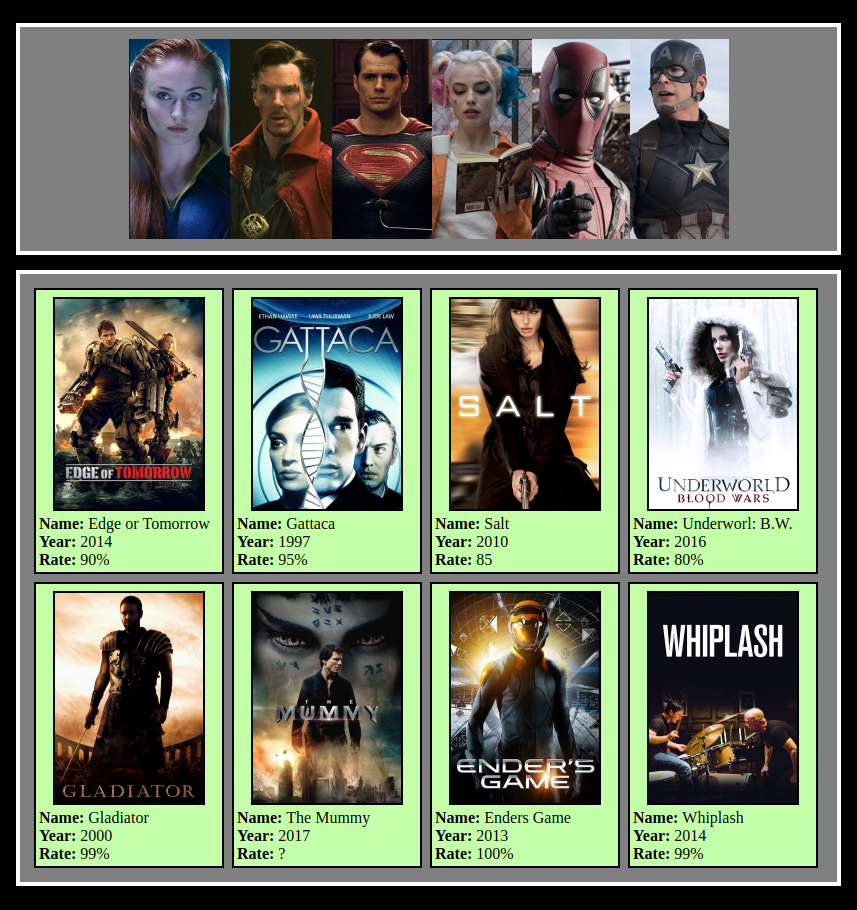 ETHAN HAWKE UMA THURMAN JUDE LAW
GATTACA
SALT
EDGE OF TOMORROW
UNDERWORLD
BLOOD WARS
Name: Edge or Tomorrow
Year: 2014
Rate: 90%
Name: Gattaca
Year: 1997
Rate: 95%
Name: Salt
Year: 2010
Rate: 85
Name: Underworl: B.W.
Year: 2016
Rate: 80%
GLADIATOR
THE
MUMMY
ENDER'S
GAME
WHIPLASH
Name: Gladiator
Year: 2000
Rate: 99%
Name: The Mummy
Year: 2017
Rate: ?
Name: Enders Game
Year: 2013
Rate: 100%
Name: Whiplash
Year: 2014
Rate: 99%